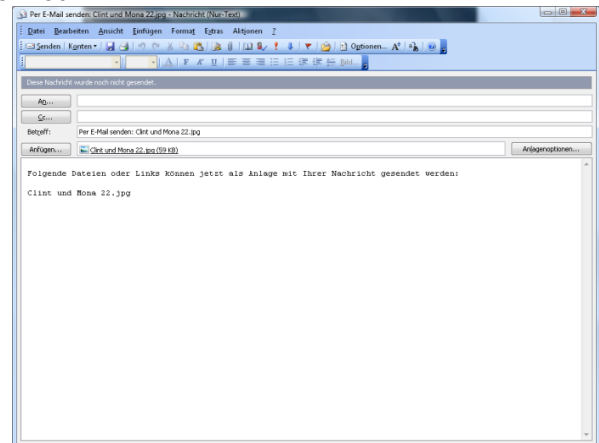 Per E-Mail senden: Clint und Mona 22.jpg - Nachricht (Nur-Text)
Datei Bearbeiten Ansicht Einfügen Format Extras Aktionen ?
Senden Konten Optionen...
Diese Nachricht wurde noch nicht gesendet.
An...
Cc...
Betreff: Per E-Mail senden: Clint und Mona 22.jpg
Anfügen... Clint und Mona 22.jpg (59 KB) Anlagenoptionen...
Folgende Dateien oder Links können jetzt als Anlage mit Ihrer Nachricht gesendet werden:
Clint und Mona 22.jpg